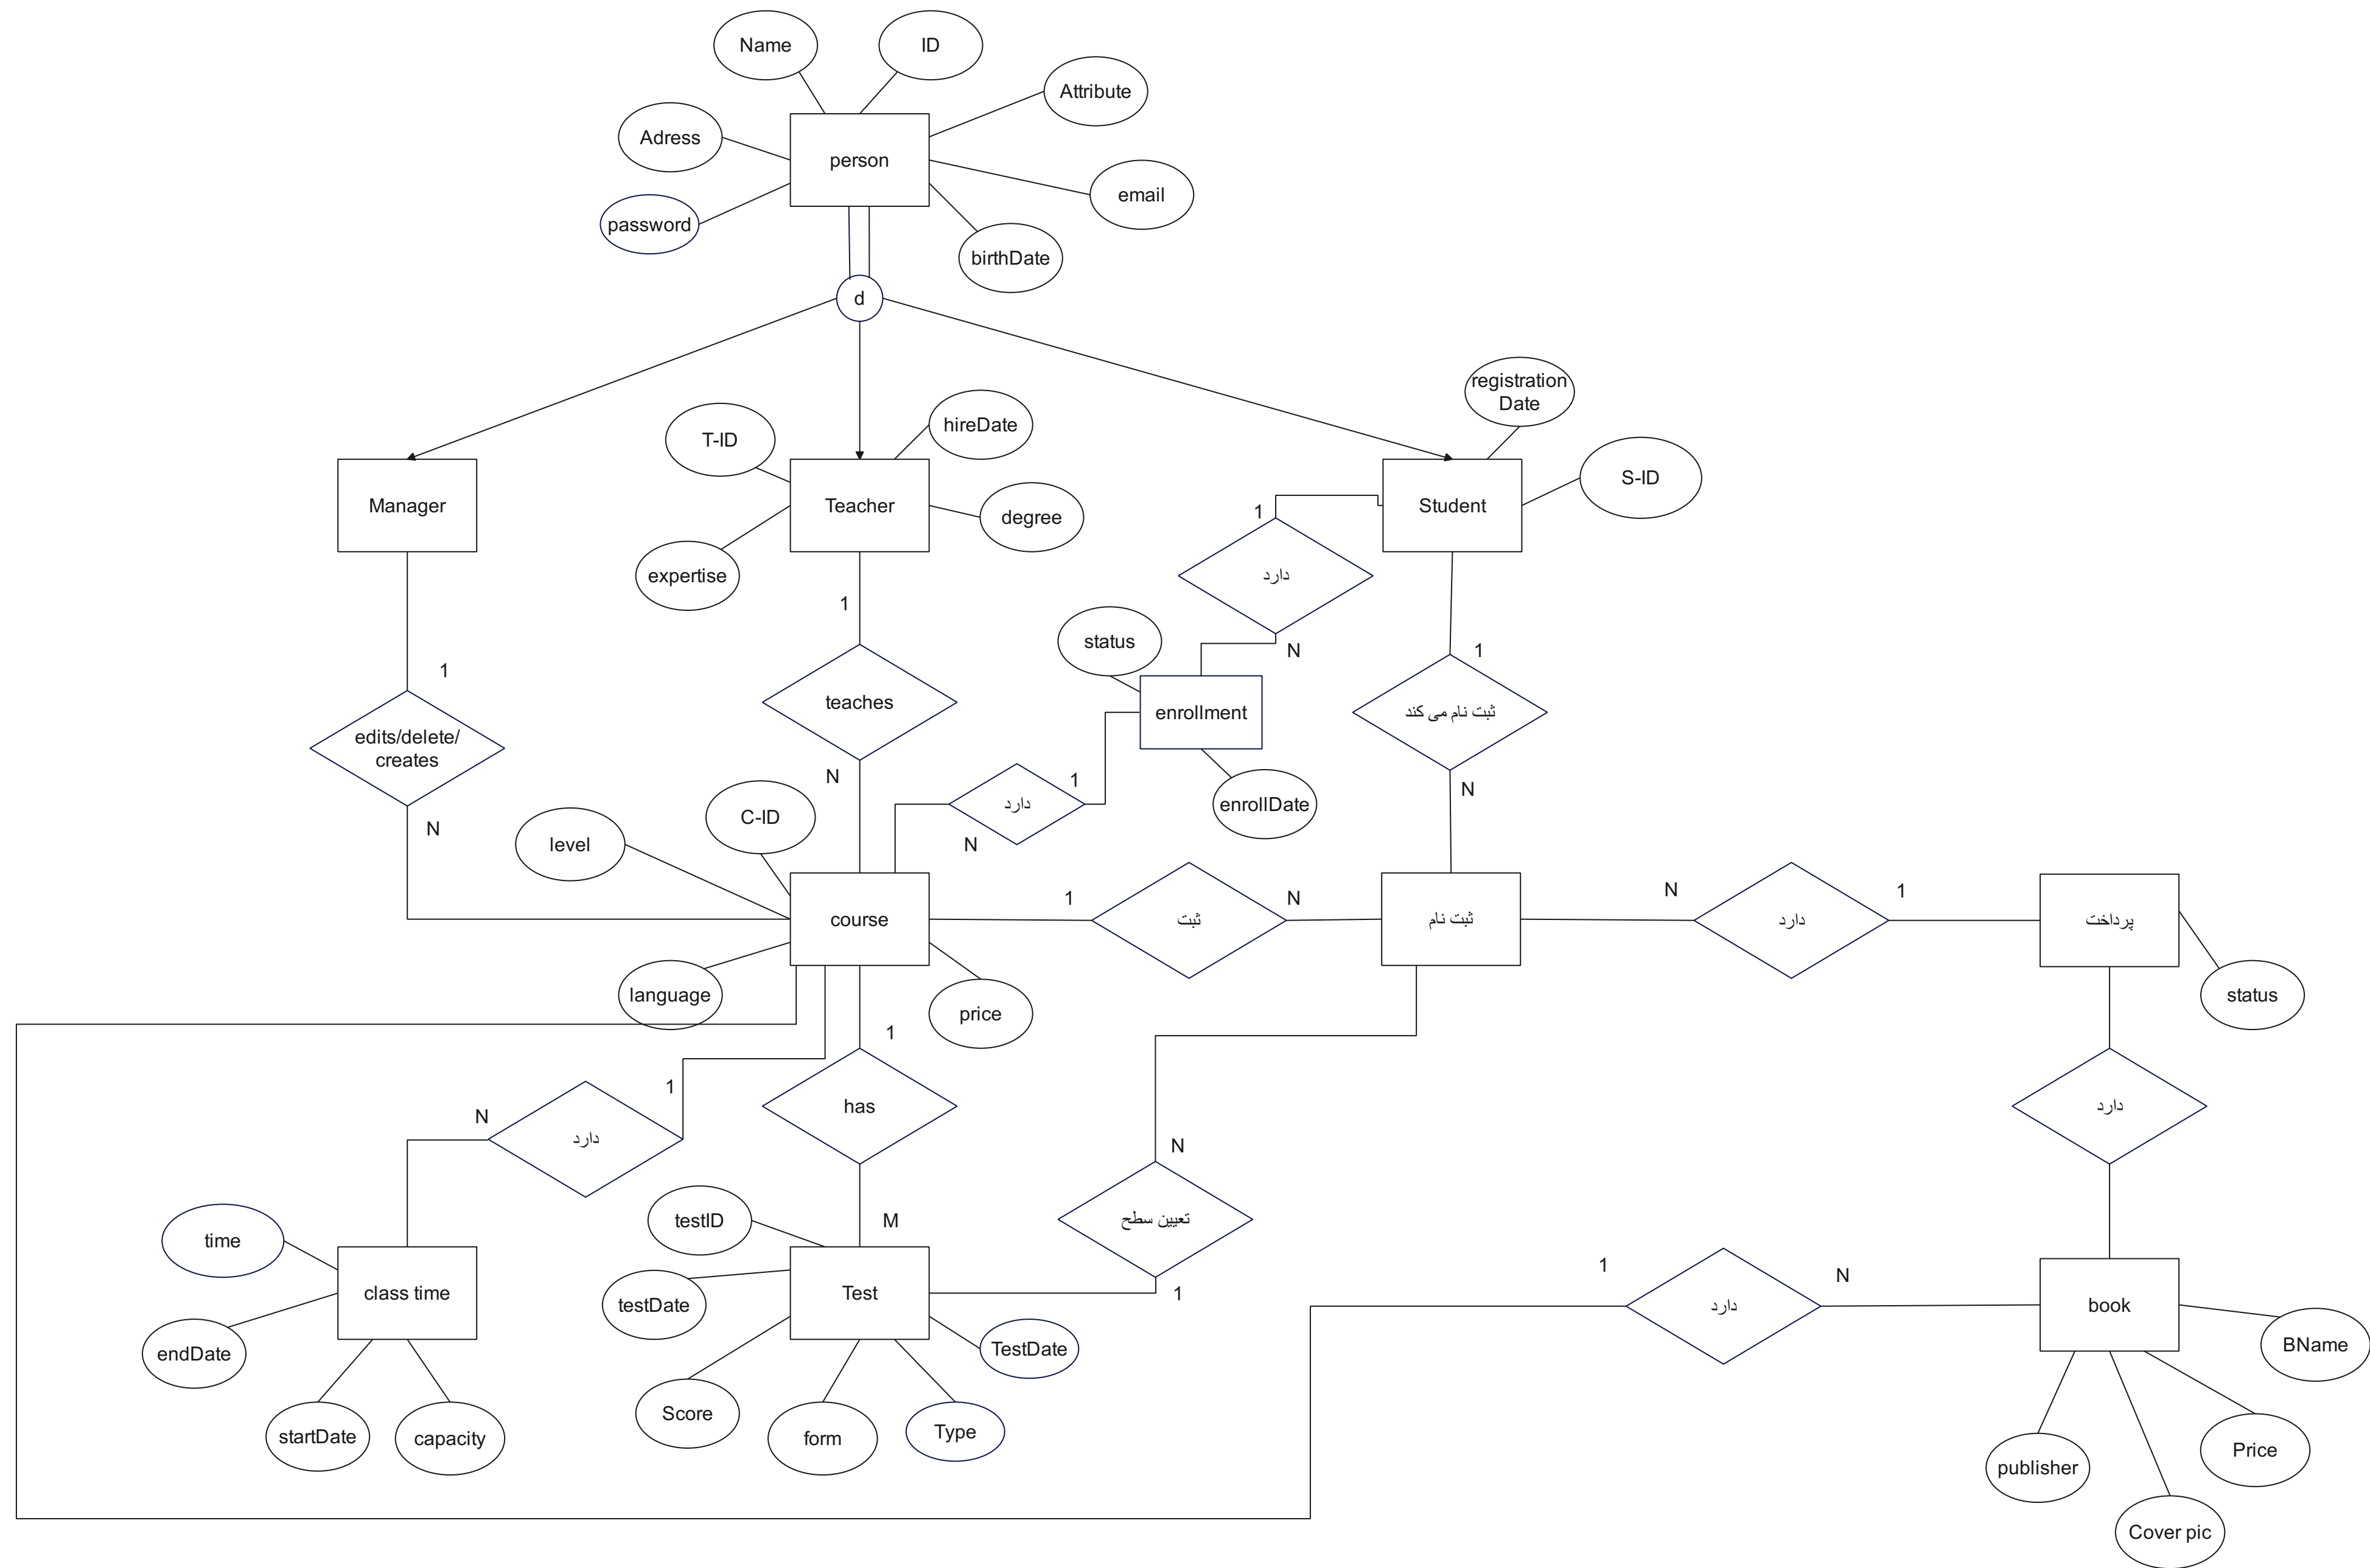 Name
ID
Attribute
Adress
person
email
password
birthDate
d
registration
Date
hireDate
T-ID
S-ID
Manager
Teacher
Student
degree
1
expertise
دارد
1
status
N
1
1
teaches
enrollment
ثبت نام می کند
edits/delete/
creates
N
1
N
دارد
enrollDate
C-ID
N
level
N
1
N
N
1
course
ثبت
ثبت نام
دارد
پرداخت
language
price
status
1
1
N
has
دارد
دارد
N
testID
M
تعیین سطح
time
1
N
class time
Test
1
دارد
book
testDate
endDate
TestDate
BName
Score
form
Type
startDate
capacity
publisher
Price
Cover pic